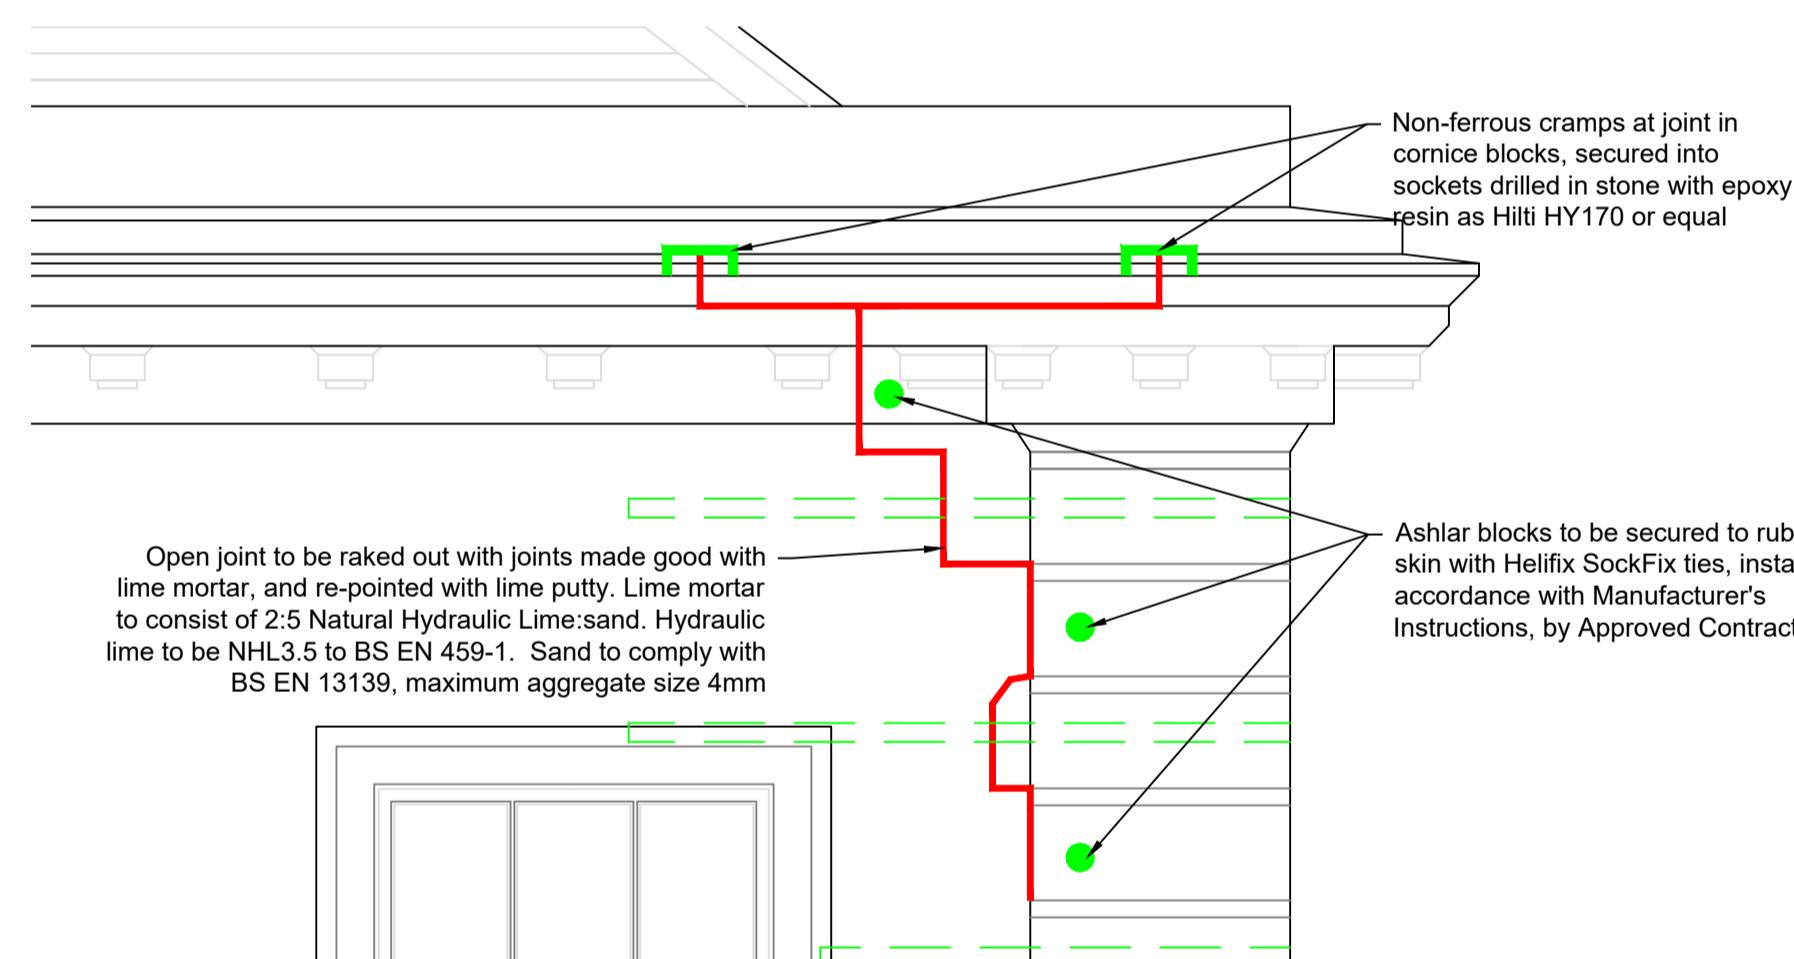 Non-ferrous cramps at joint in
cornice blocks, secured into
sockets drilled in stone with epoxy
resin as Hilti HY170 or equal
Ashlar blocks to be secured to rub
skin with Helifix SockFix ties, insta
accordance with Manufacturer's
Instructions, by Approved Contract
Open joint to be raked out with joints made good with
lime mortar, and re-pointed with lime putty. Lime mortar
to consist of 2:5 Natural Hydraulic Lime:sand. Hydraulic
lime to be NHL3.5 to BS EN 459-1.  Sand to comply with
BS EN 13139, maximum aggregate size 4mm